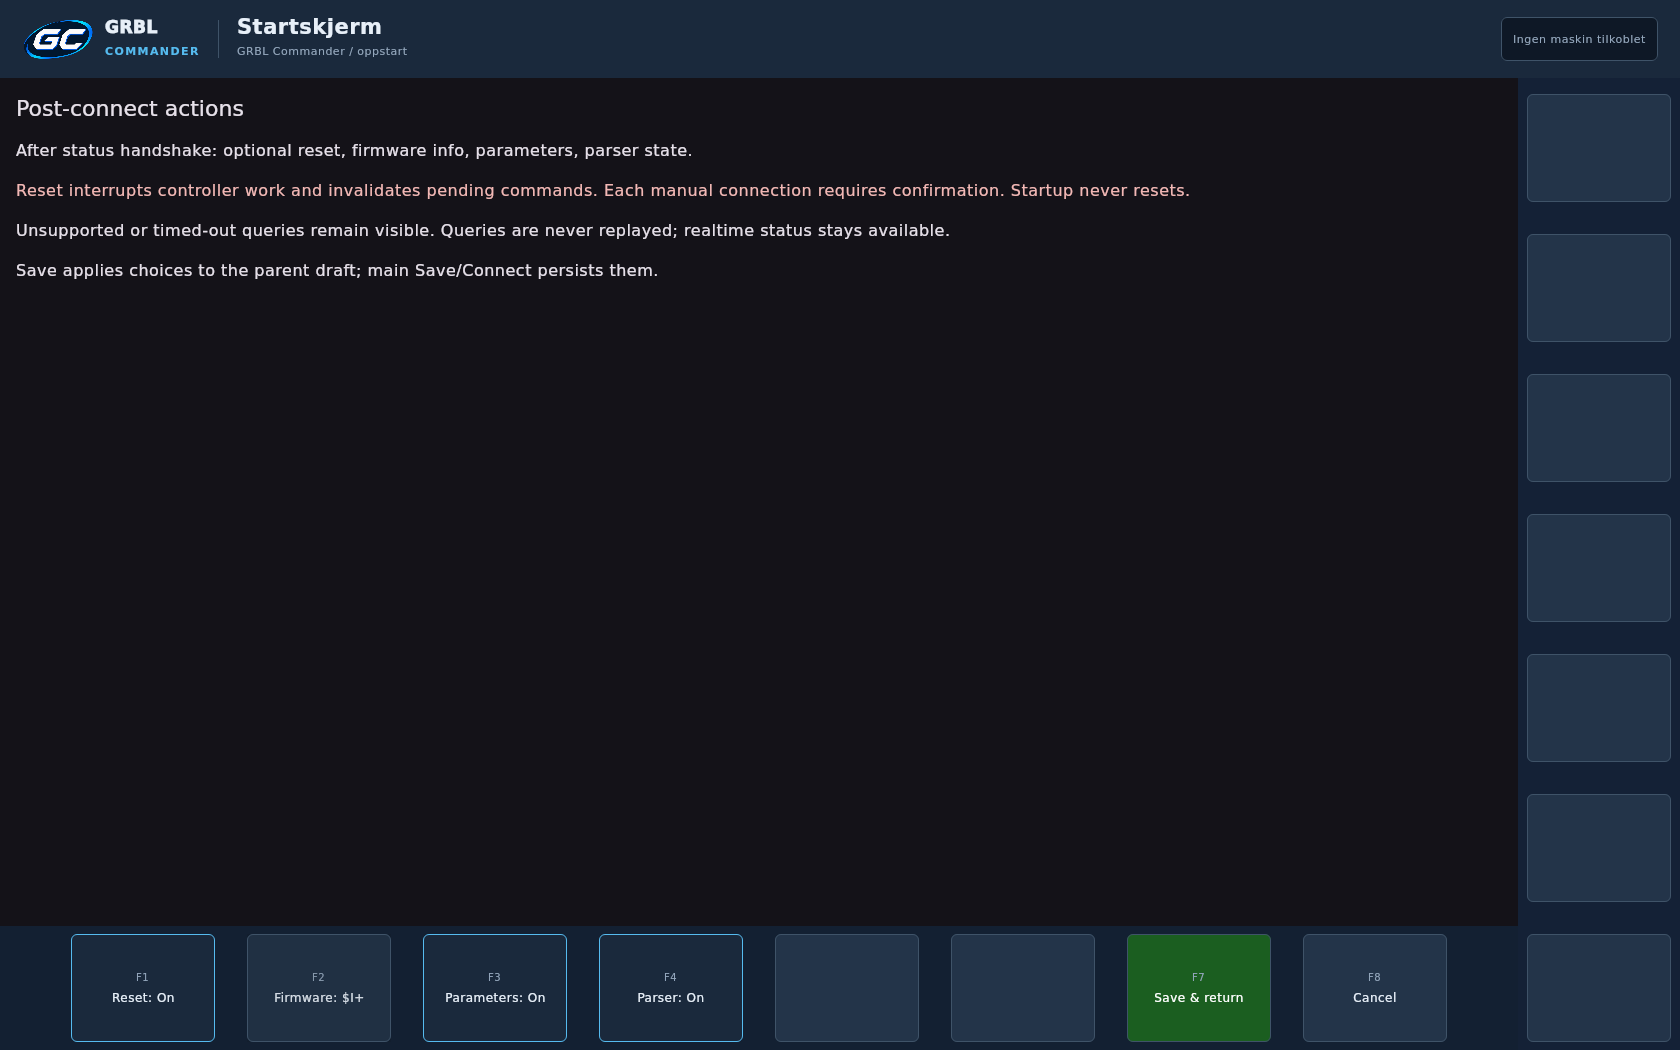 GC
GRBL
COMMANDER
Startskjerm
GRBL Commander / oppstart
Ingen maskin tilkoblet
Post-connect actions
After status handshake: optional reset, firmware info, parameters, parser state.
Reset interrupts controller work and invalidates pending commands. Each manual connection requires confirmation. Startup never resets.
Unsupported or timed-out queries remain visible. Queries are never replayed; realtime status stays available.
Save applies choices to the parent draft; main Save/Connect persists them.
F1
Reset: On
F2
Firmware: $I+
F3
Parameters: On
F4
Parser: On
F7
Save & return
F8
Cancel